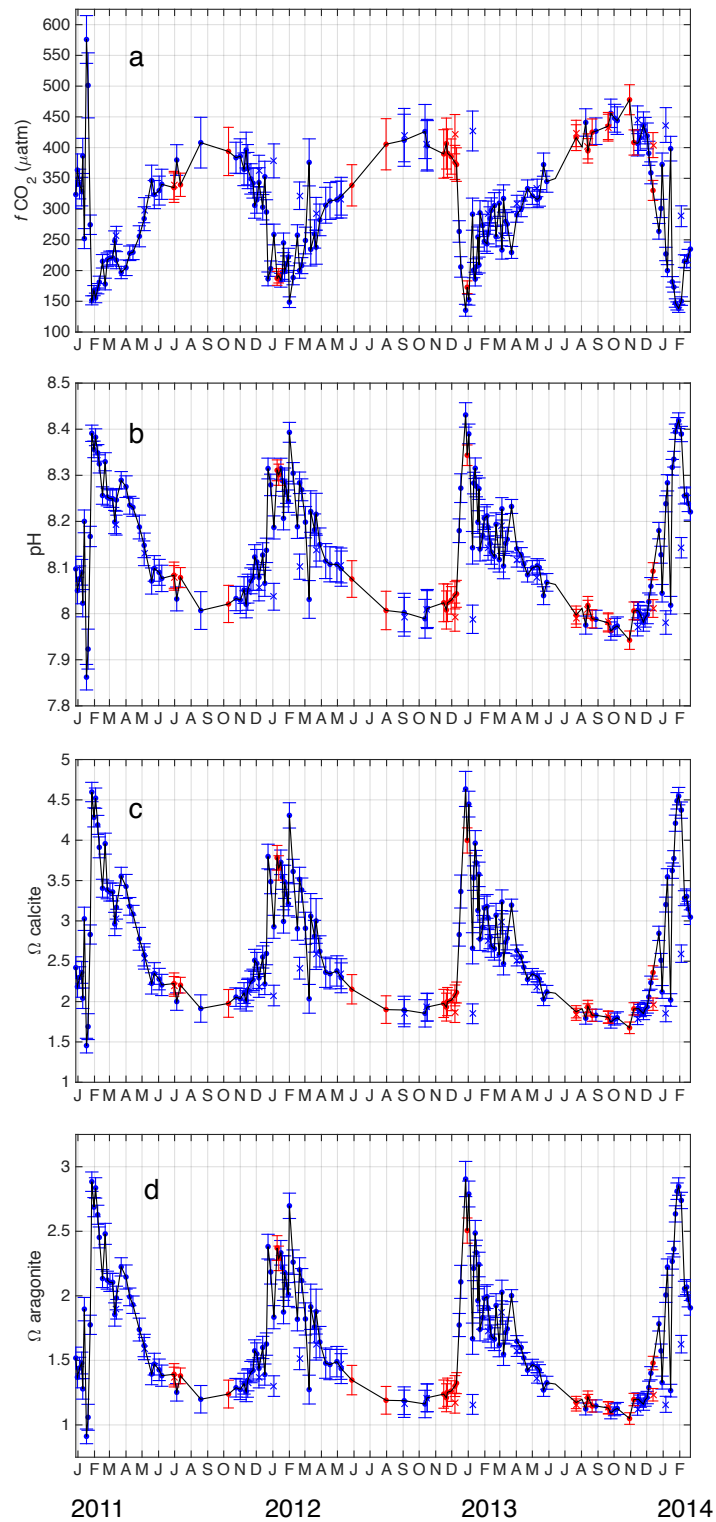 a
f CO2 (μatm)
600
550
500
450
400
350
300
250
200
150
100
J F M A M J J A S O N D J F M A M J J A S O N D J F M A M J J A S O N D J F
b
pH
8.5
8.4
8.3
8.2
8.1
8
7.9
7.8
J F M A M J J A S O N D J F M A M J J A S O N D J F M A M J J A S O N D J F
c
Ω calcite
5
4.5
4
3.5
3
2.5
2
1.5
1
J F M A M J J A S O N D J F M A M J J A S O N D J F M A M J J A S O N D J F
d
Ω aragonite
3
2.5
2
1.5
1
J F M A M J J A S O N D J F M A M J J A S O N D J F M A M J J A S O N D J F
2011 2012 2013 2014